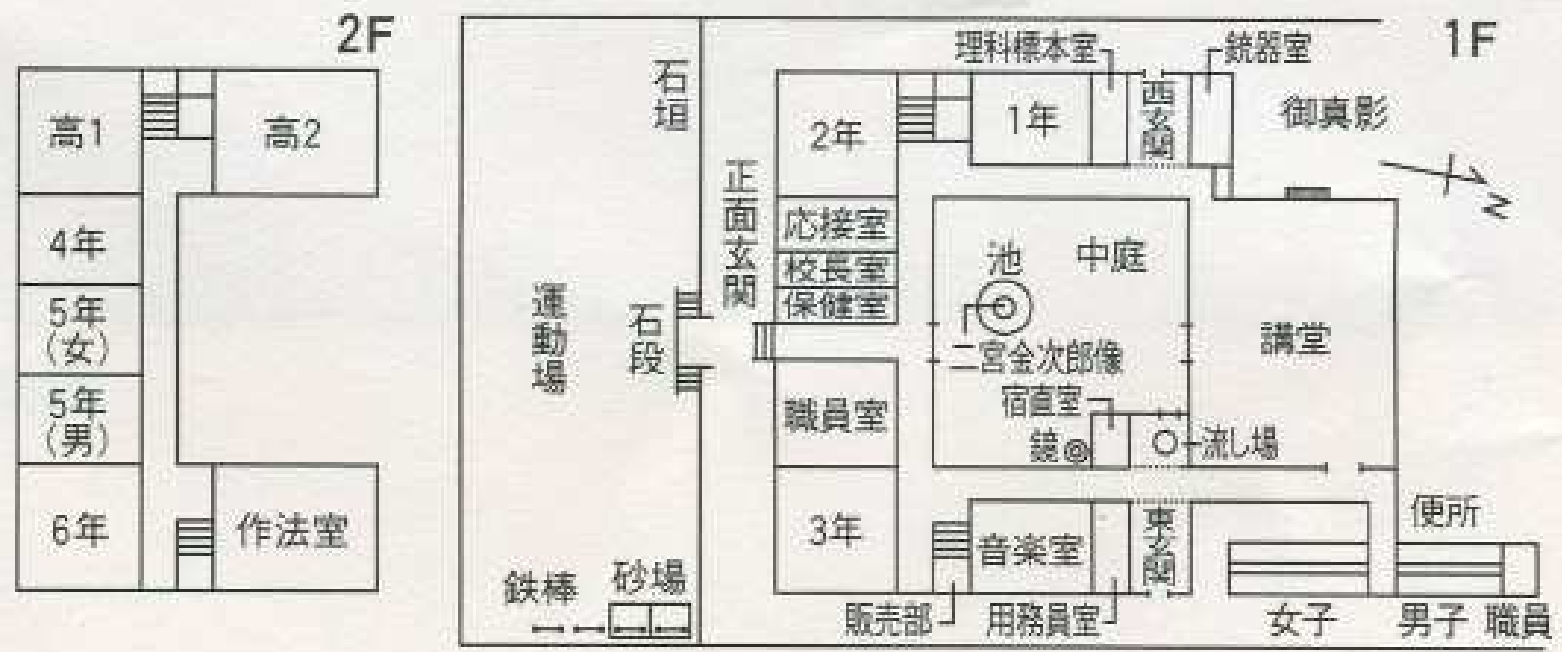 2F
高1
高2
4年
5年
(女)
5年
(男)
6年
作法室
1F
石垣
運動場
石段
鉄棒
砂場
正面玄関
2年
応接室
校長室
保健室
職員室
3年
理科標本室
1年
西玄関
銃器室
御真影
N
池
中庭
二宮金次郎像
宿直室
鏡
流し場
講堂
音楽室
東玄関
販売部
用務員室
便所
女子
男子
職員